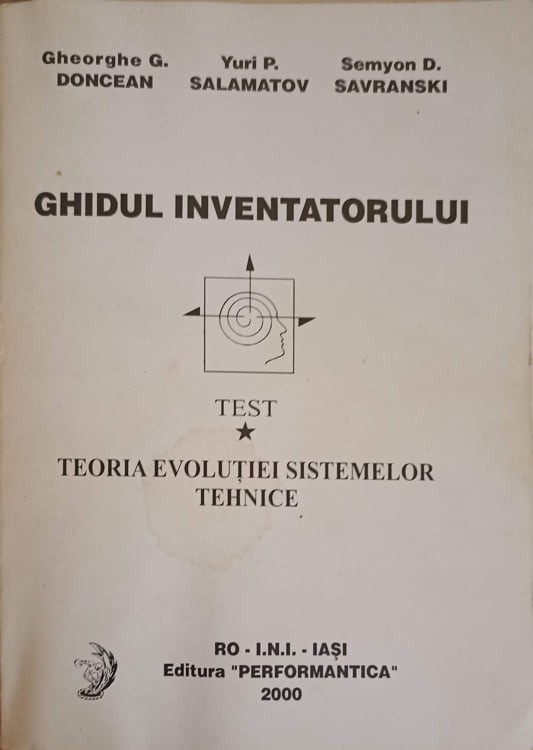 Gheorghe G. DONCEAN
Yuri P. SALAMATOV
Semyon D. SAVRANSKI
GHIDUL INVENTATORULUI
TEST
TEORIA EVOLUȚIEI SISTEMELOR
TEHNICE
RO - I.N.I. - IAȘI
Editura "PERFORMANTICA"
2000